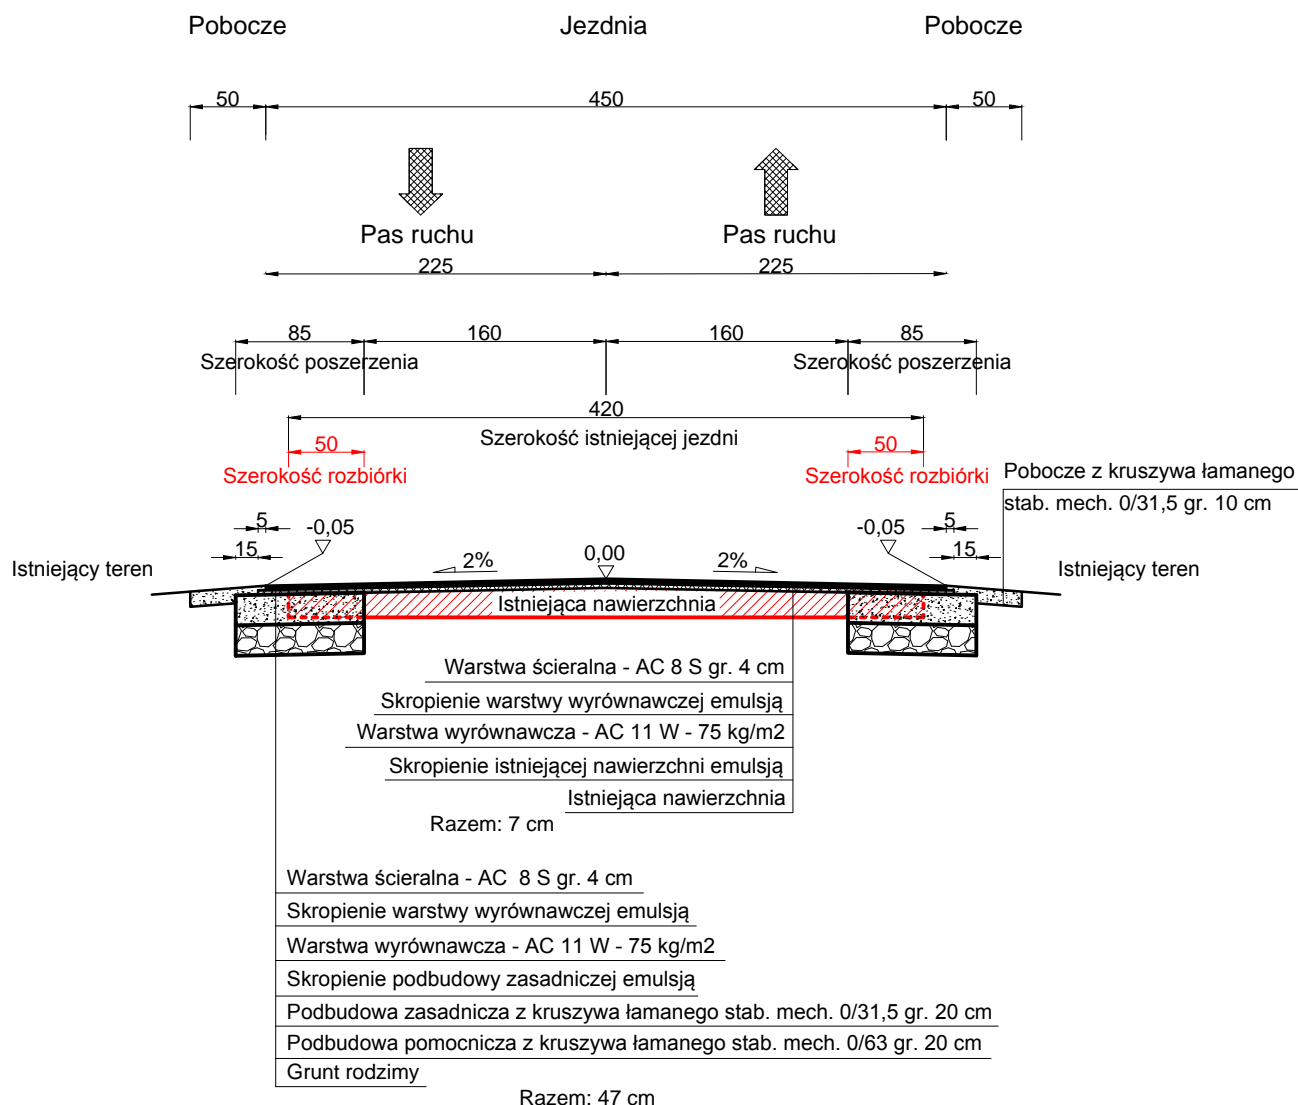 Pobocze Jezdnia Pobocze
50 450 50
Pas ruchu Pas ruchu
225 225
85 160 160 85
Szerokość poszerzenia Szerokość poszerzenia
420
Szerokość istniejącej jezdni
50 50
Szerokość rozbiórki Szerokość rozbiórki
Pobocze z kruszywa łamanego
stab. mech. 0/31,5 gr. 10 cm
5 -0,05 -0,05 5
15 2% 0,00 2% 15
Istniejący teren Istniejący teren
Istniejąca nawierzchnia
Warstwa ścieralna - AC 8 S gr. 4 cm
Skropienie warstwy wyrównawczej emulsją
Warstwa wyrównawcza - AC 11 W - 75 kg/m2
Skropienie istniejącej nawierzchni emulsją
Istniejąca nawierzchnia
Razem: 7 cm
Warstwa ścieralna - AC 8 S gr. 4 cm
Skropienie warstwy wyrównawczej emulsją
Warstwa wyrównawcza - AC 11 W - 75 kg/m2
Skropienie podbudowy zasadniczej emulsją
Podbudowa zasadnicza z kruszywa łamanego stab. mech. 0/31,5 gr. 20 cm
Podbudowa pomocnicza z kruszywa łamanego stab. mech. 0/63 gr. 20 cm
Grunt rodzimy
Razem: 47 cm